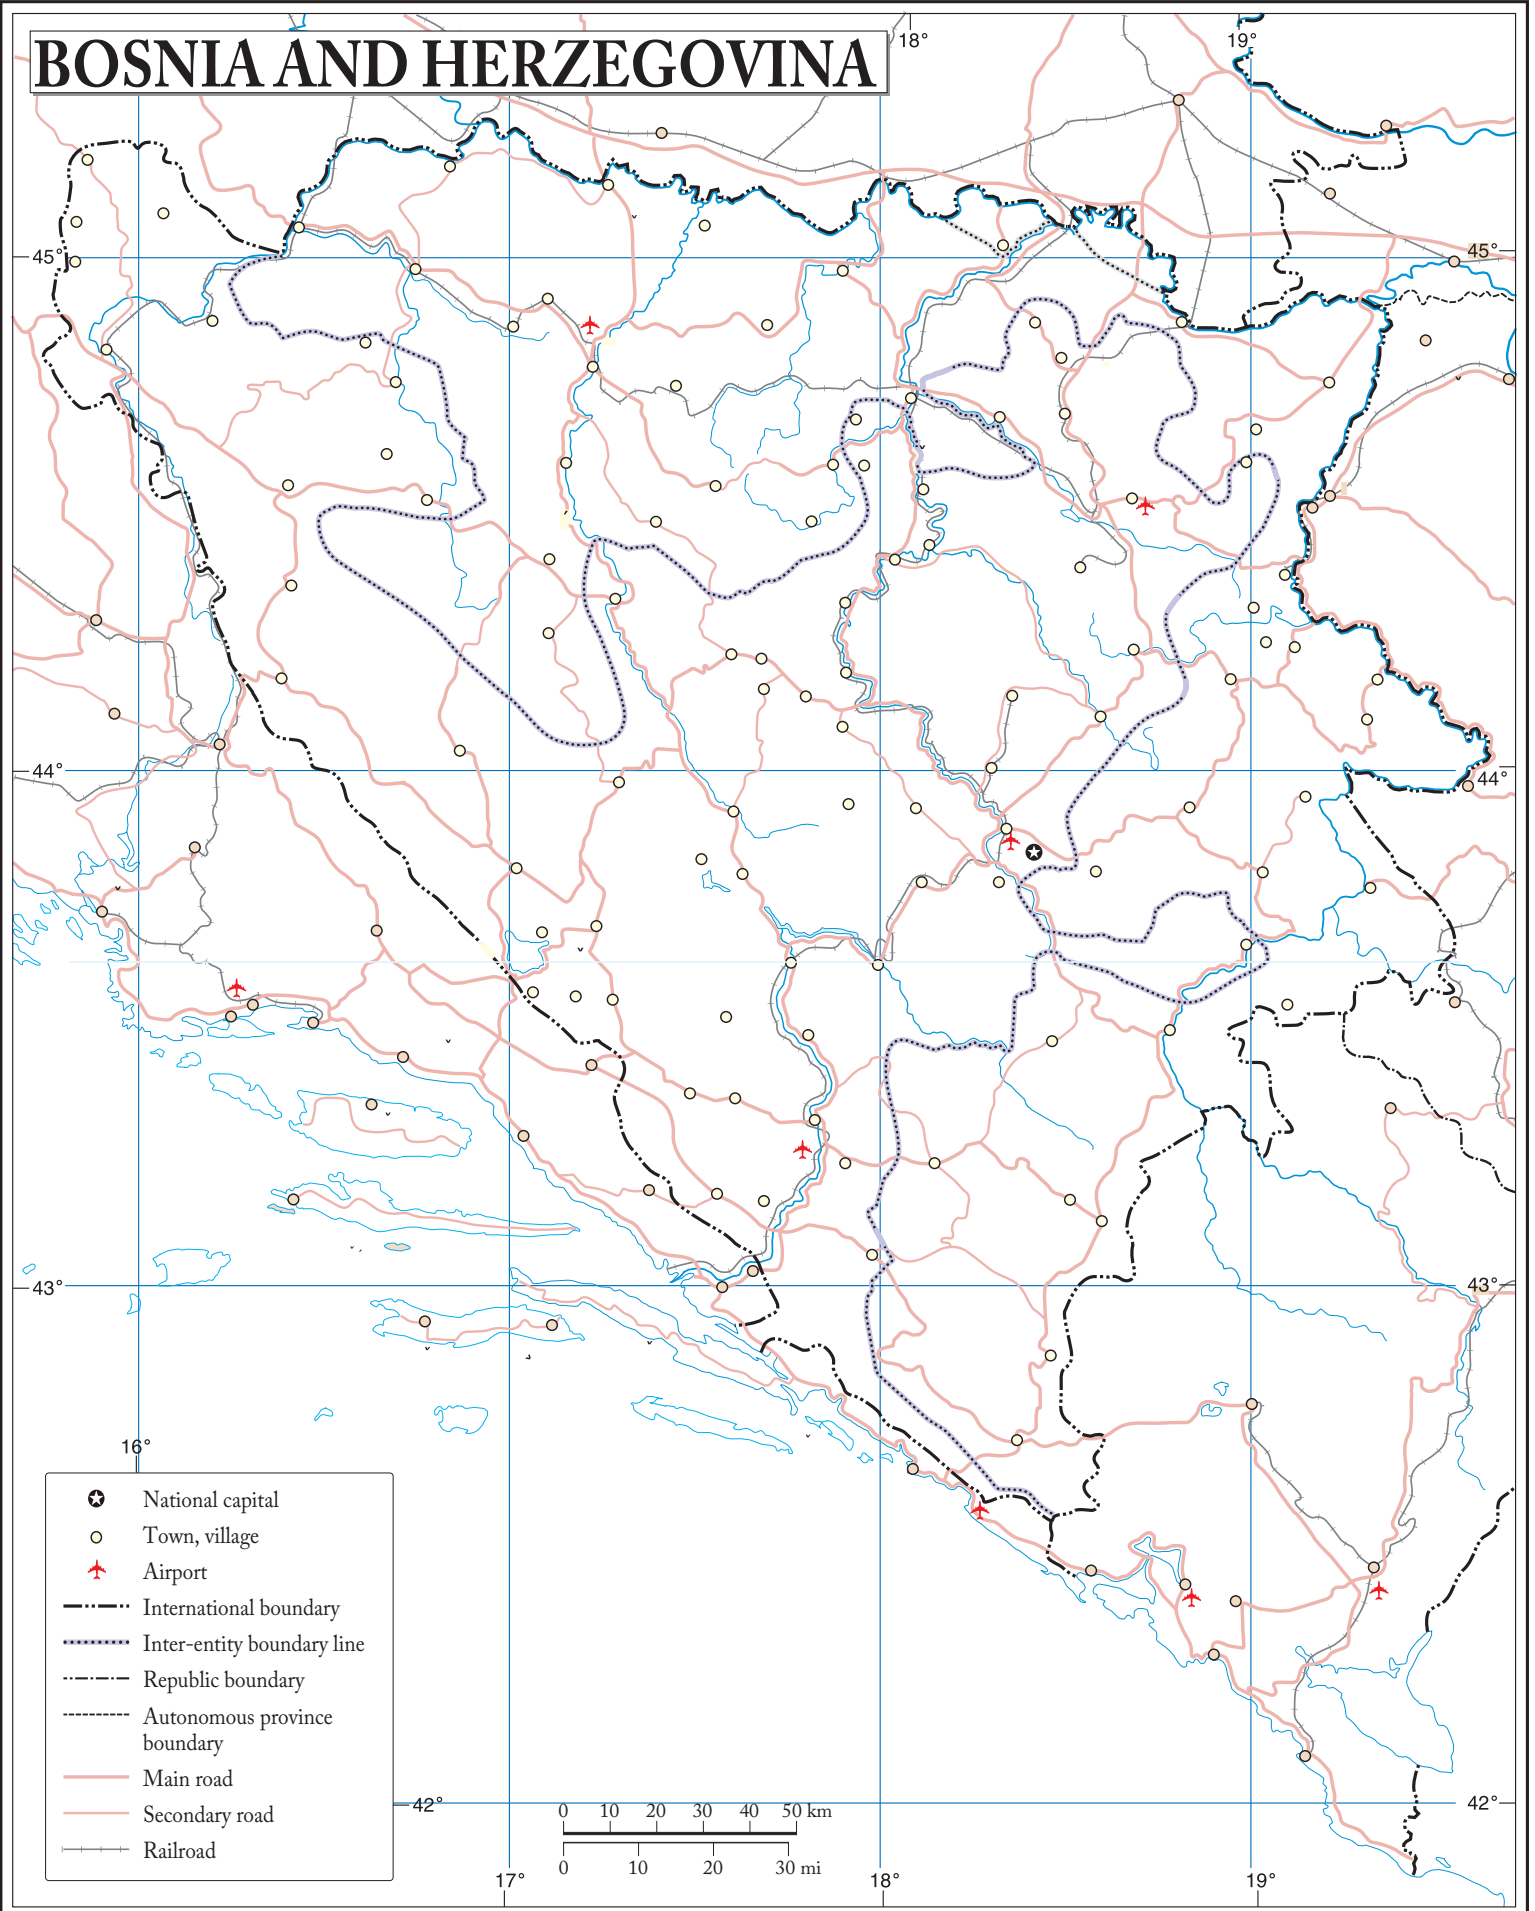 BOSNIA AND HERZEGOVINA
18°
19°
45°
45°
44°
44°
43°
43°
16°
National capital
Town, village
Airport
International boundary
Inter-entity boundary line
Republic boundary
Autonomous province
boundary
Main road
Secondary road
Railroad
42°
42°
0 10 20 30 40 50 km
0 10 20 30 mi
17°
18°
19°